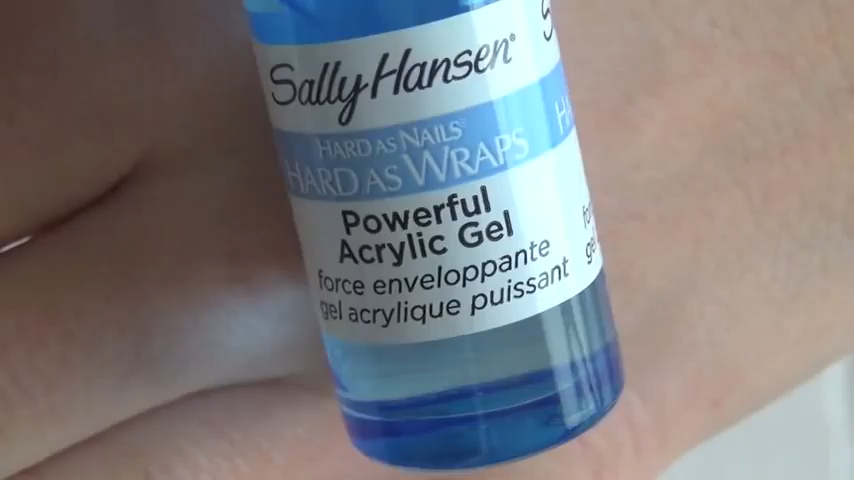 Sally Hansen®
HARD AS NAILS®
HARD AS WRAPS
Powerful
Acrylic Gel
force enveloppante
gel acrylique puissant